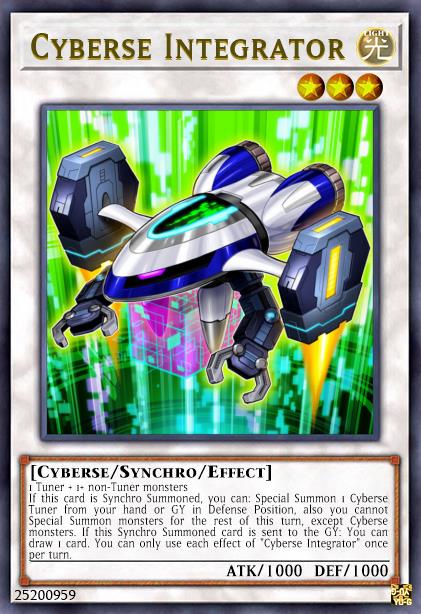 CYBERSE INTEGRATOR
LIGHT
光
[CYBERSE/SYNCHRO/EFFECT]
1 Tuner + 1+ non-Tuner monsters
If this card is Synchro Summoned, you can: Special Summon 1 Cyberse
Tuner from your hand or GY in Defense Position, also you cannot
Special Summon monsters for the rest of this turn, except Cyberse
monsters. If this Synchro Summoned card is sent to the GY: You can
draw 1 card. You can only use each effect of "Cyberse Integrator" once
per turn.
ATK/1000 DEF/1000
25200959